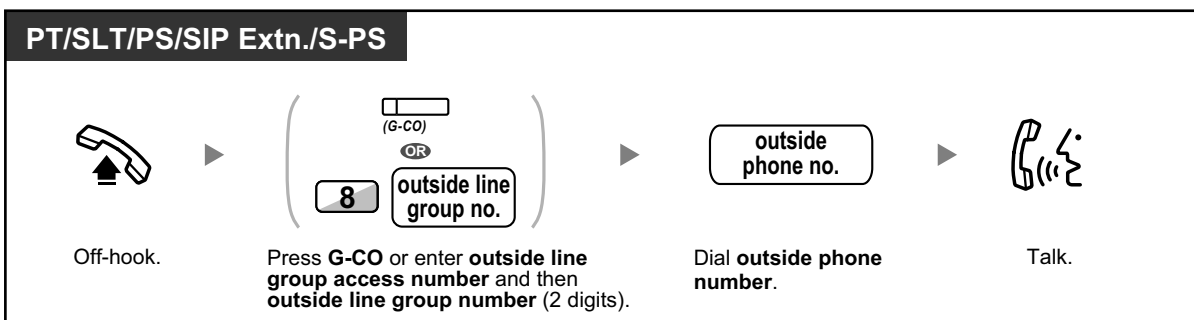 PT/SLT/PS/SIP Extn./S-PS
(G-CO)
OR
8
outside line
group no.
outside
phone no.
Off-hook.
Press G-CO or enter outside line
group access number and then
outside line group number (2 digits).
Dial outside phone
number.
Talk.